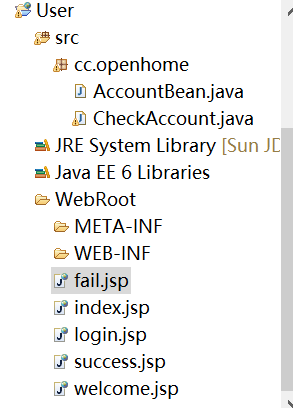 User
src
cc.openhome
AccountBean.java
CheckAccount.java
JRE System Library [Sun JD
Java EE 6 Libraries
WebRoot
META-INF
WEB-INF
fail.jsp
index.jsp
login.jsp
success.jsp
welcome.jsp